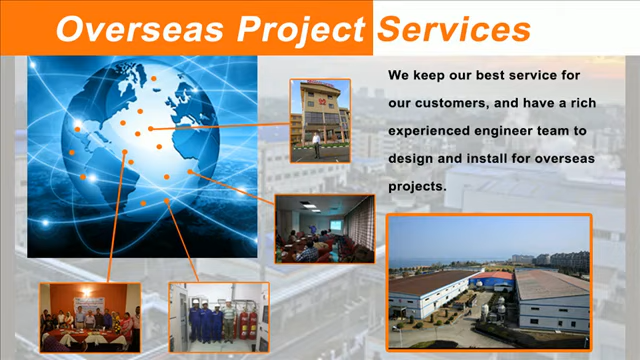 Overseas Project Services
We keep our best service for
our customers, and have a rich
experienced engineer team to
design and install for overseas
projects.